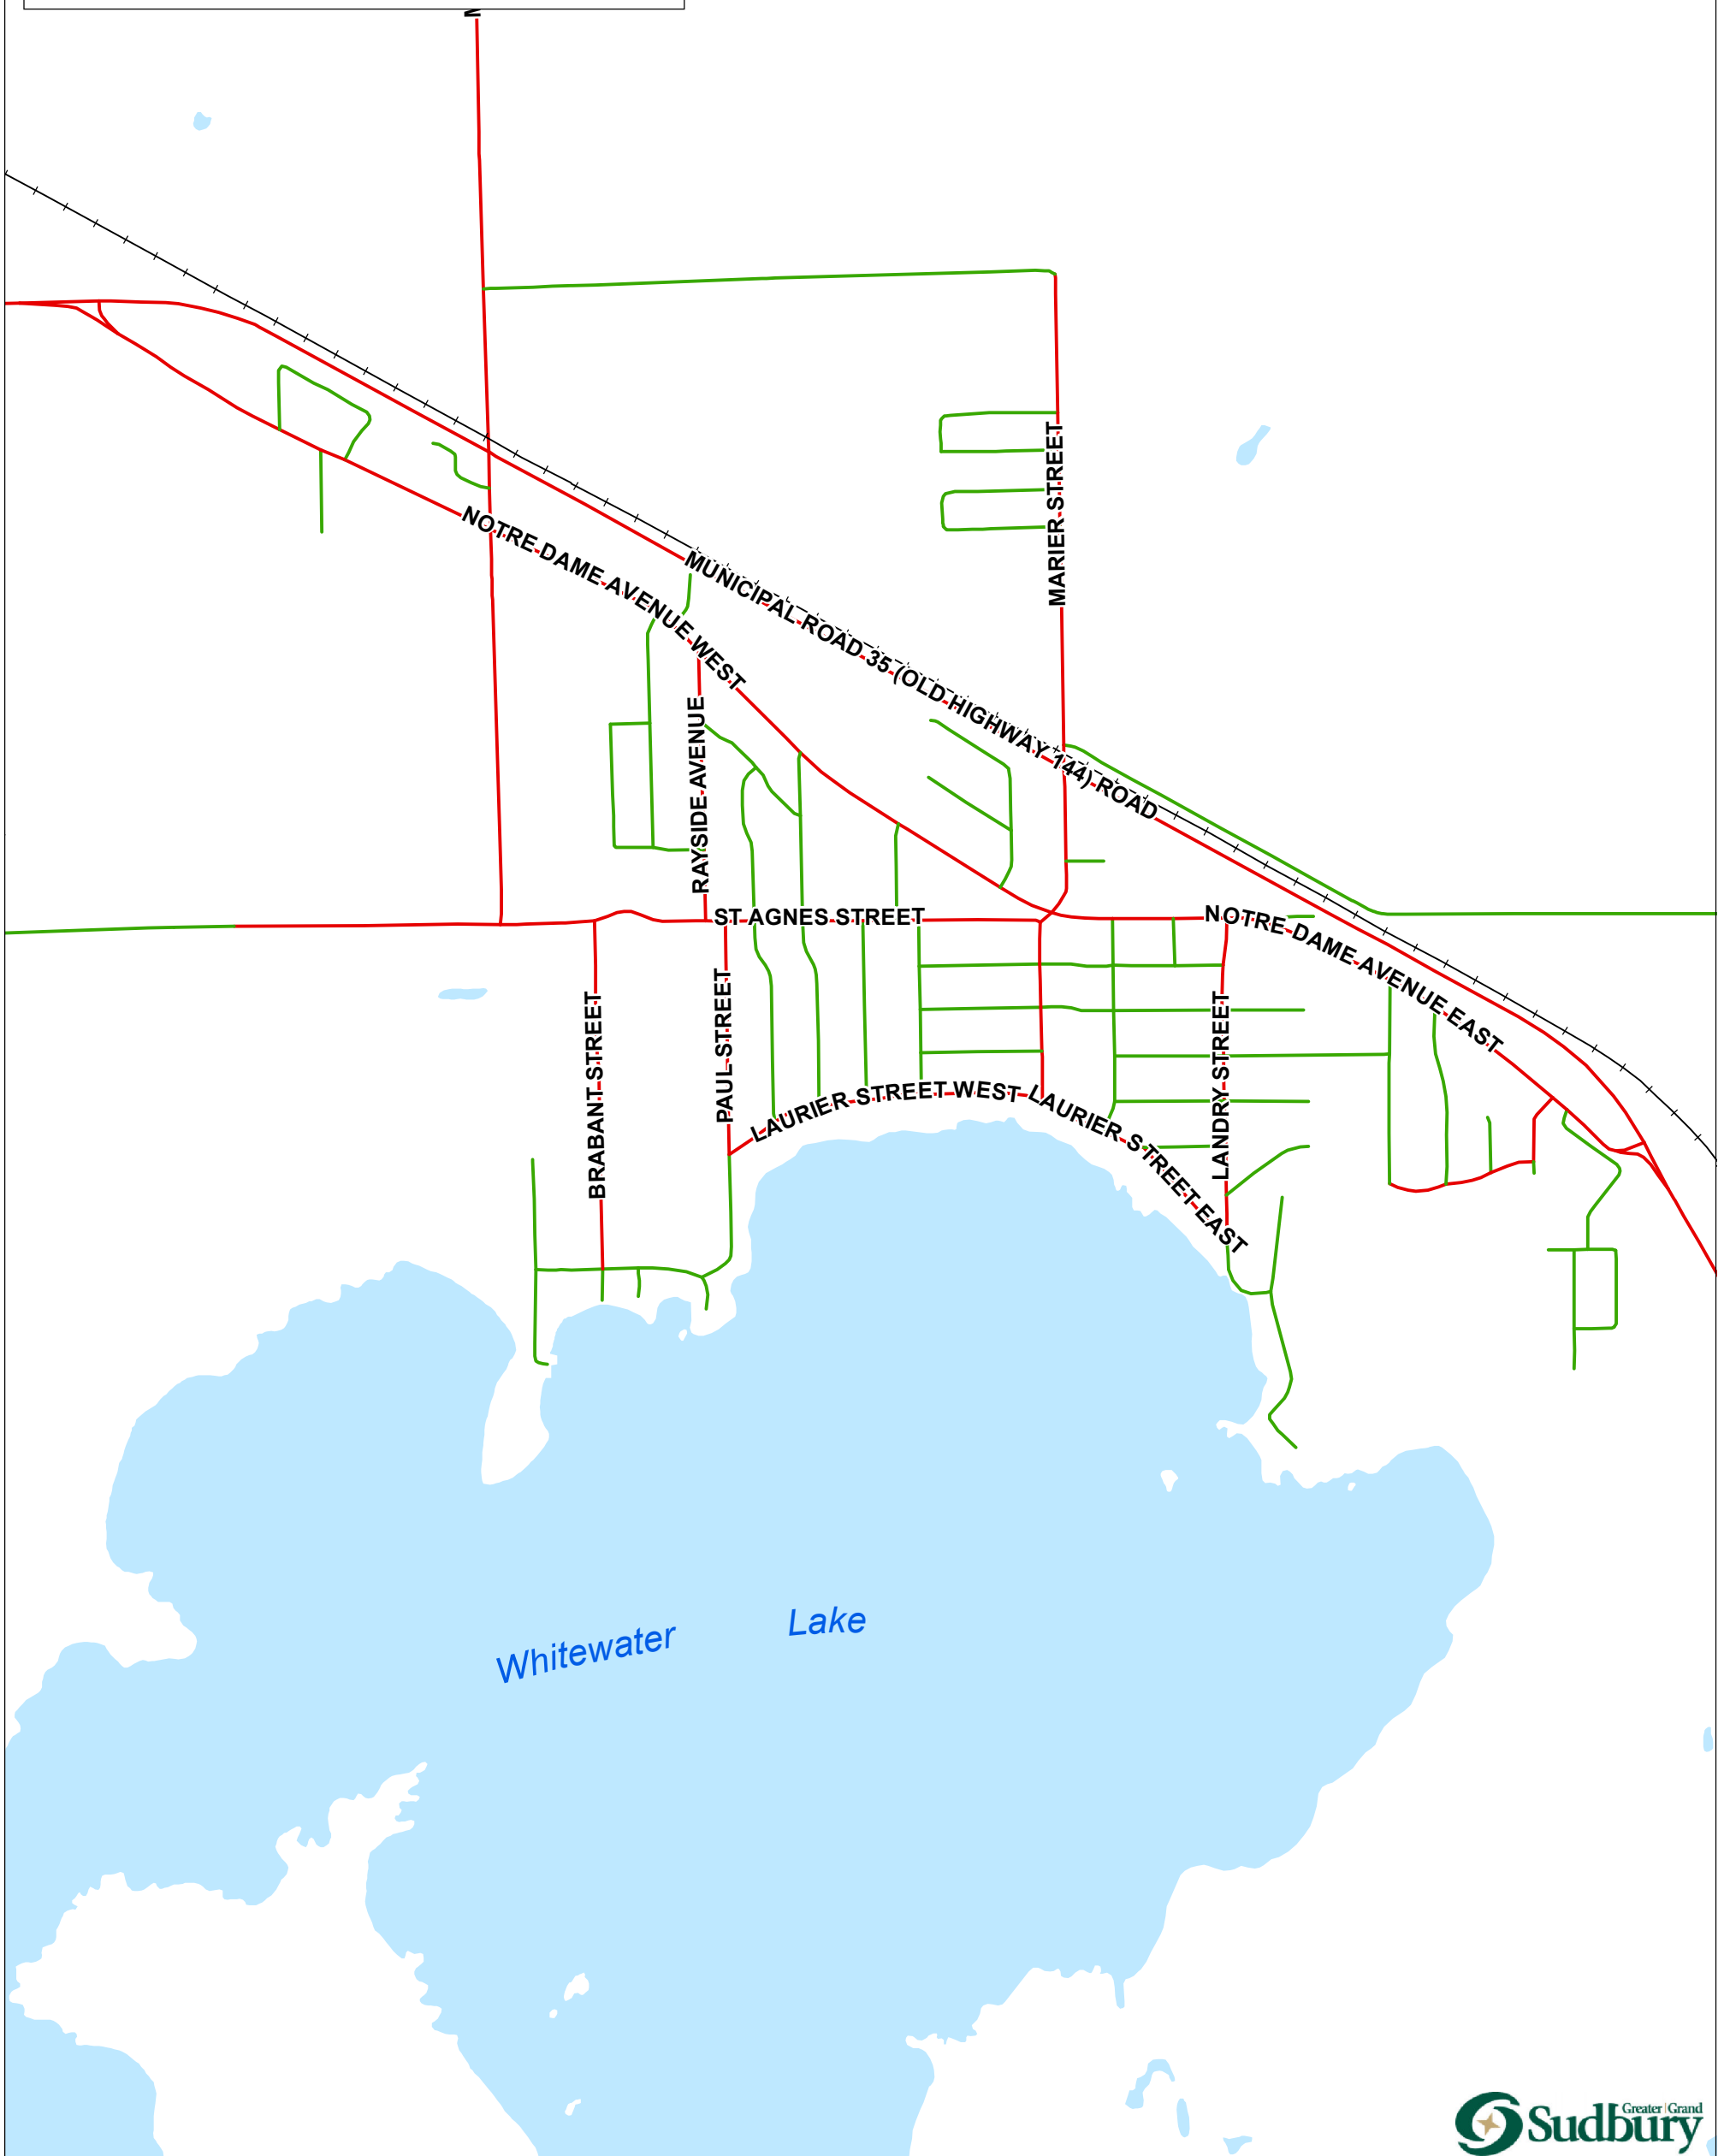 MARIER STREET
NOTRE DAME AVENUE WEST
MUNICIPAL ROAD 35 (OLD HIGHWAY 144) ROAD
RAYSIDE AVENUE
ST AGNES STREET
NOTRE DAME AVENUE EAST
BRABANT STREET
PAUL STREET
LAURIER STREET WEST
LAURIER STREET EAST
LANDRY STREET
Whitewater Lake
Greater Grand
Sudbury